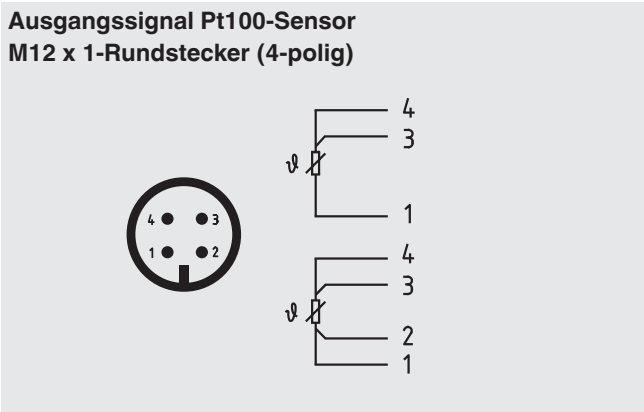 Ausgangssignal Pt100-Sensor
M12 x 1-Rundstecker (4-polig)
4
3
ϑ
1
4 3
1 2
4
3
ϑ
2
1